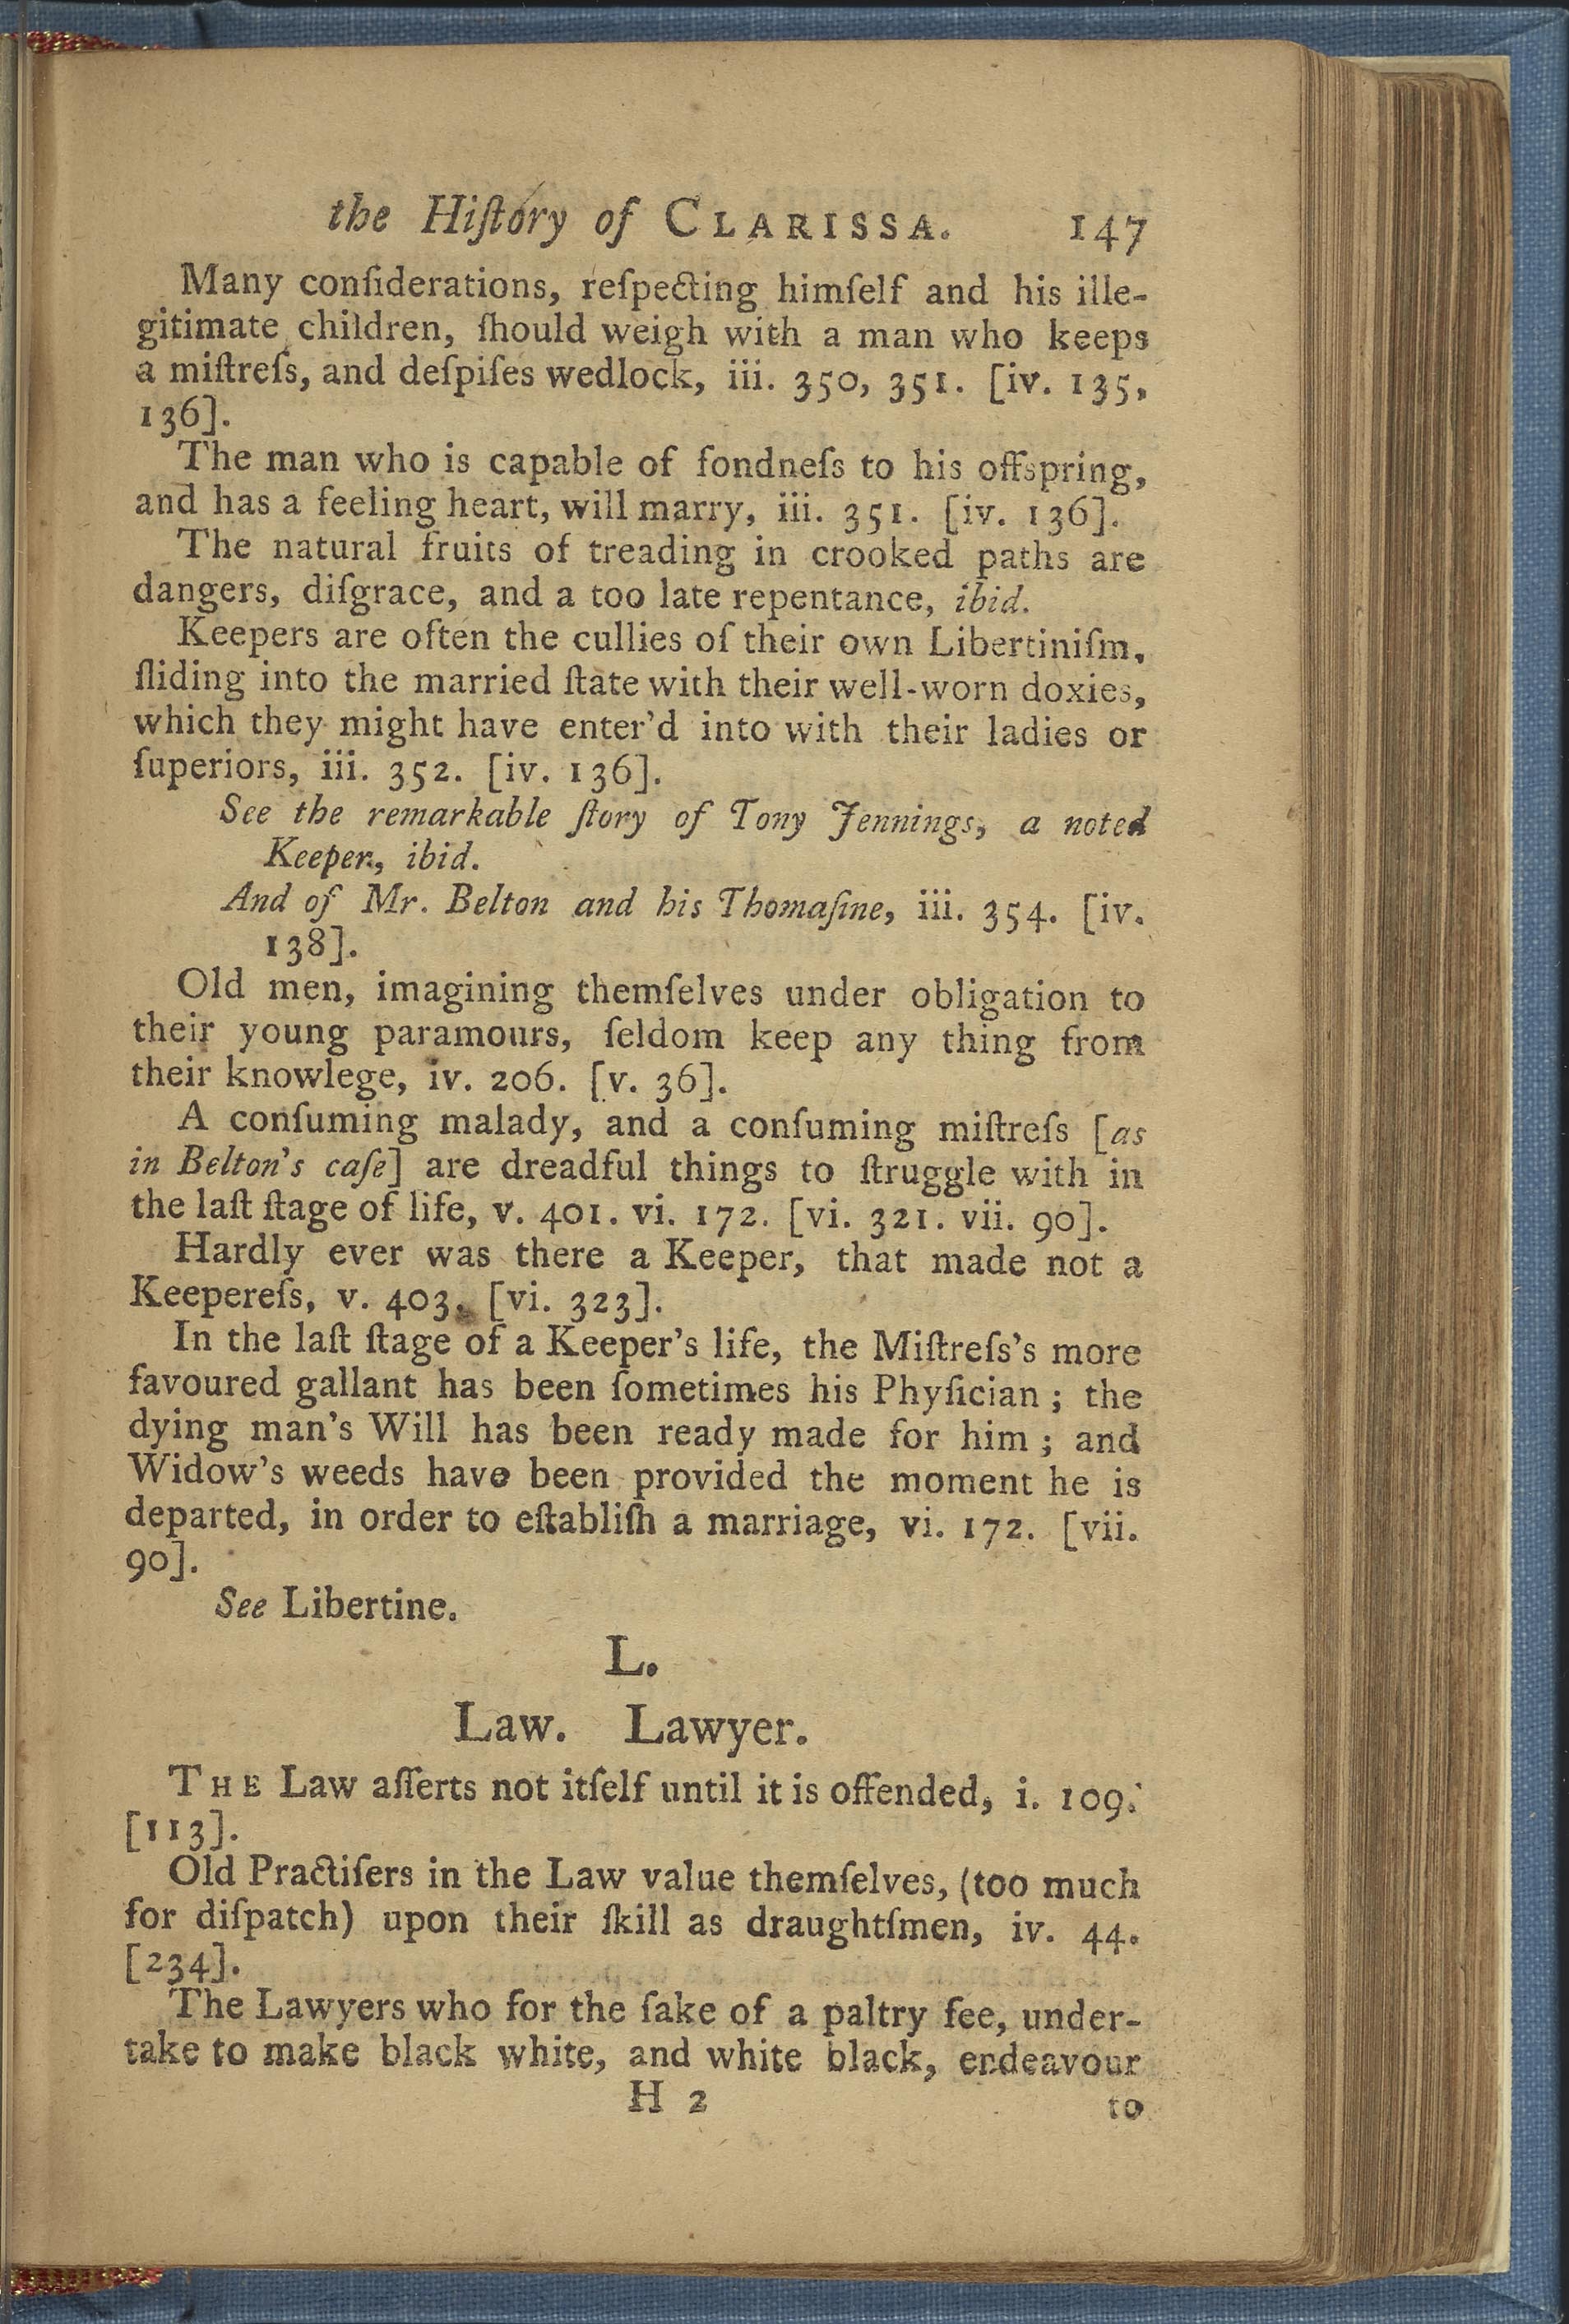 the Hiſtory of CLARISSA. 147
Many conſiderations, reſpecting himſelf and his ille-
gitimate children, ſhould weigh with a man who keeps
a miſtreſs, and deſpiſes wedlock, iii. 350, 351. [iv. 135,
136].
The man who is capable of fondneſs to his offspring,
and has a feeling heart, will marry, iii. 351. [iv. 136].
The natural fruits of treading in crooked paths are
dangers, diſgrace, and a too late repentance, ibid.
Keepers are often the cullies of their own Libertiniſm,
ſliding into the married ſtate with their well-worn doxies,
which they might have enter'd into with their ladies or
ſuperiors, iii. 352. [iv. 136].
See the remarkable ſtory of Tony Jennings, a noted
Keeper, ibid.
And of Mr. Belton and his Thomaſine, iii. 354. [iv.
138].
Old men, imagining themſelves under obligation to
their young paramours, ſeldom keep any thing from
their knowlege, iv. 206. [v. 36].
A conſuming malady, and a conſuming miſtreſs [as
in Belton's caſe] are dreadful things to ſtruggle with in
the laſt ſtage of life, v. 401. vi. 172. [vi. 321. vii. 90].
Hardly ever was there a Keeper, that made not a
Keepereſs, v. 403. [vi. 323].
In the laſt ſtage of a Keeper's life, the Miſtreſs's more
favoured gallant has been ſometimes his Phyſician; the
dying man's Will has been ready made for him; and
Widow's weeds have been provided the moment he is
departed, in order to eſtabliſh a marriage, vi. 172. [vii.
90].
See Libertine.
L.
Law. Lawyer.
THE Law aſſerts not itſelf until it is offended, i. 109.
[113].
Old Practiſers in the Law value themſelves, (too much
for diſpatch) upon their ſkill as draughtſmen, iv. 44.
[234].
The Lawyers who for the ſake of a paltry fee, under-
take to make black white, and white black, endeavour
H 2 to